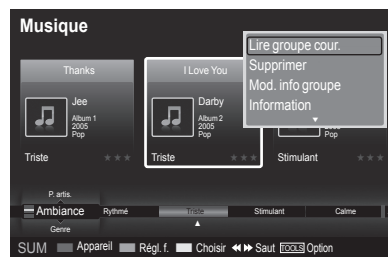 Musique
Lire groupe cour.
Supprimer
Mod. info groupe
Information
Thanks
I Love You
Jee
Album 1
2005
Pop
Darby
Album 2
2005
Pop
2005
Pop
Triste
Triste
Stimulant
P. artis.
Ambiance Rythmé Triste Stimulant Calme
Genre
SUM Appareil Régl. f. Choisir Saut TOOLS Option